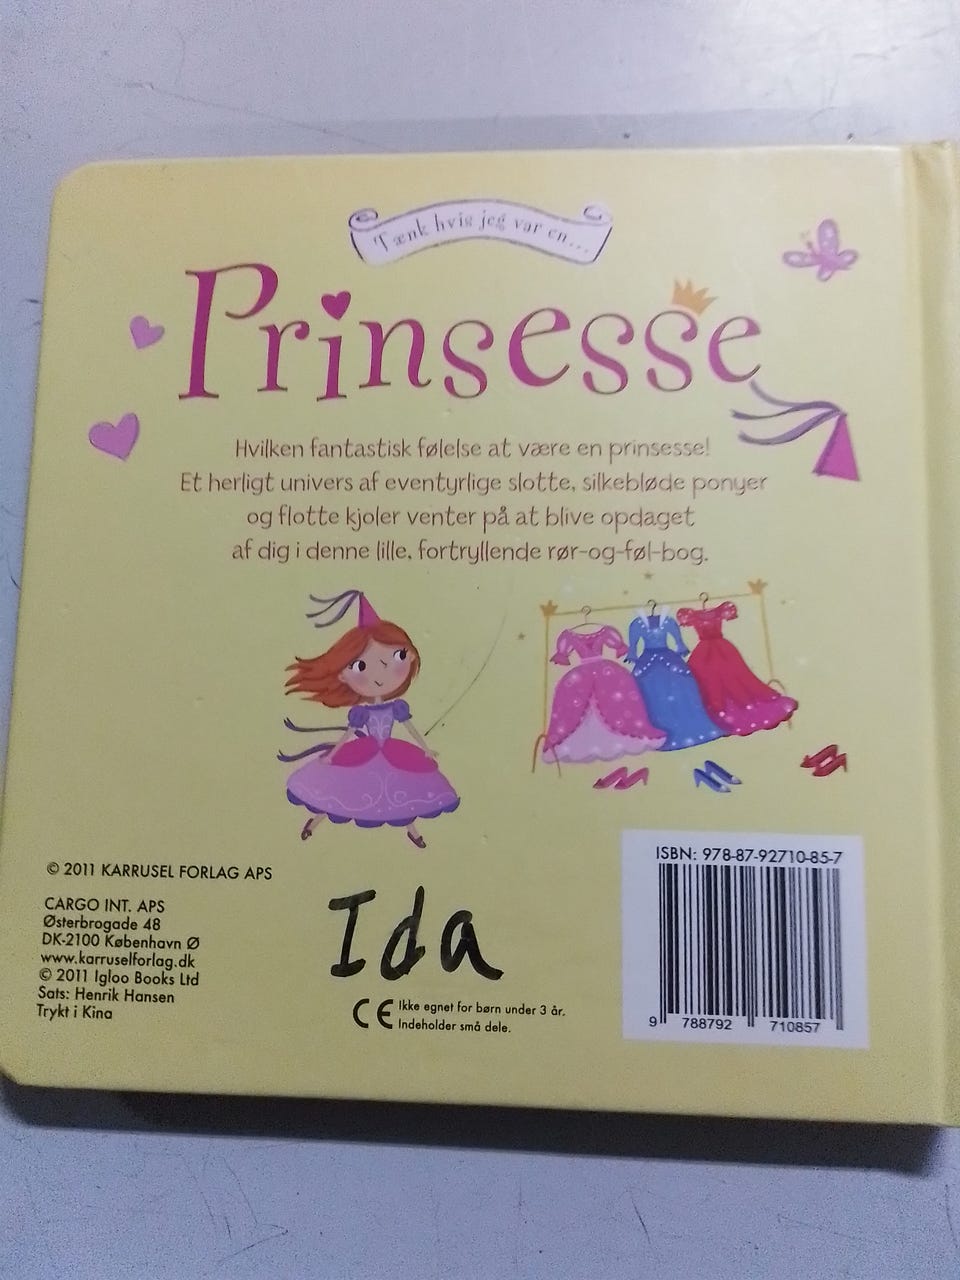 Tænk hvis jeg var en...
Prinsesse
Hvilken fantastisk følelse at være en prinsesse!
Et herligt univers af eventyrlige slotte, silkebløde ponyer
og flotte kjoler venter på at blive opdaget
af dig i denne lille, fortryllende rør-og-føl-bog.
© 2011 KARRUSEL FORLAG APS
CARGO INT. APS
Østerbrogade 48
DK-2100 København Ø
www.karruselforlag.dk
© 2011 Igloo Books Ltd
Sats: Henrik Hansen
Trykt i Kina
Ida
CE Ikke egnet for børn under 3 år.
Indeholder små dele.
ISBN: 978-87-92710-85-7
9 788792 710857